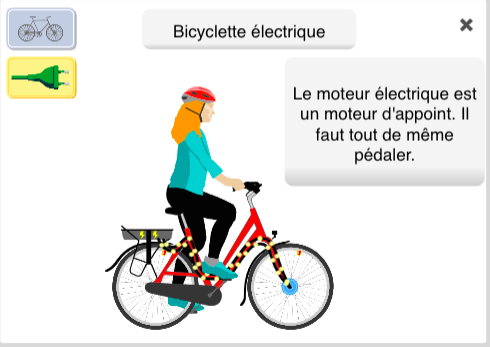 Bicyclette électrique
Le moteur électrique est
un moteur d'appoint. Il
faut tout de même
pédaler.